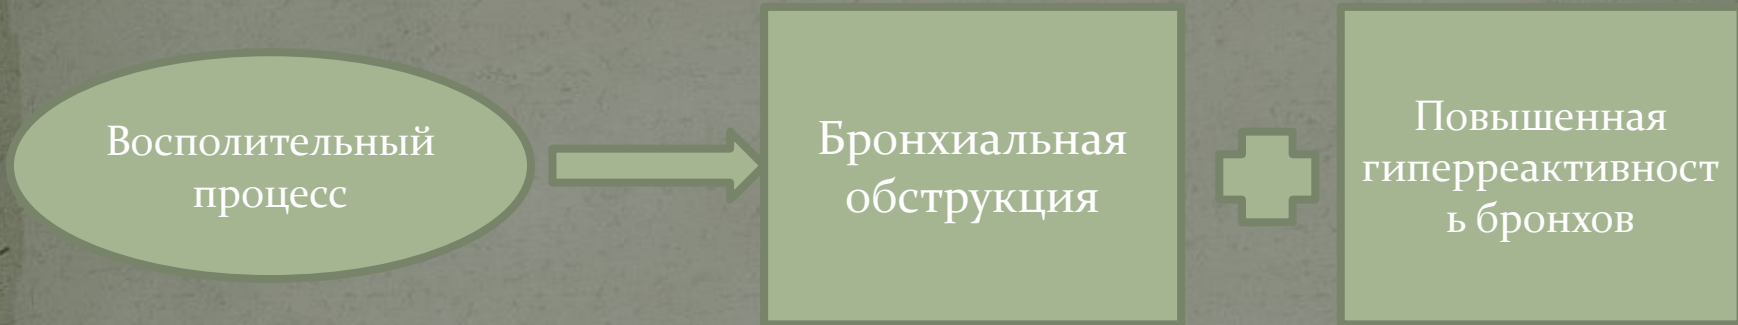 Восполительный
процесс
Бронхиальная
обструкция
Повышенная
гиперреактивност
ь бронхов